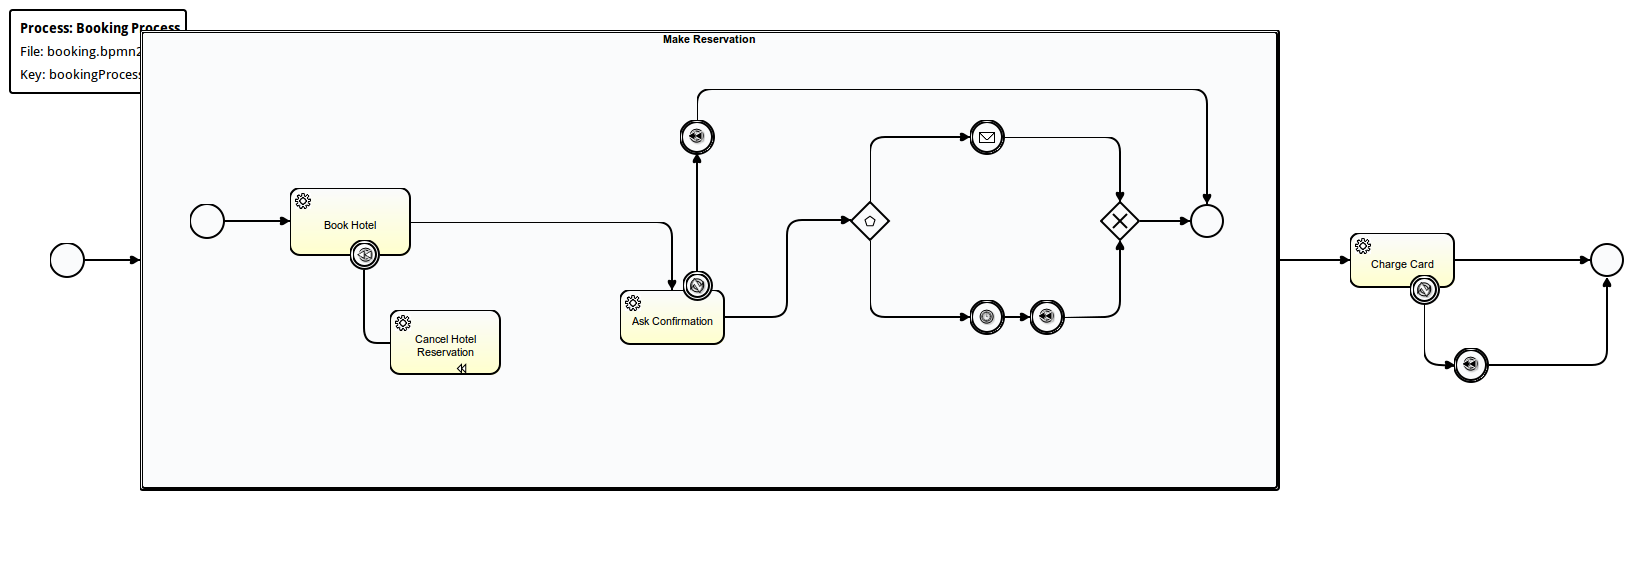 Process: Booking Process
File: booking.bpmn2
Key: bookingProcess
Make Reservation
Book Hotel
Cancel Hotel
Reservation
Ask Confirmation
Charge Card